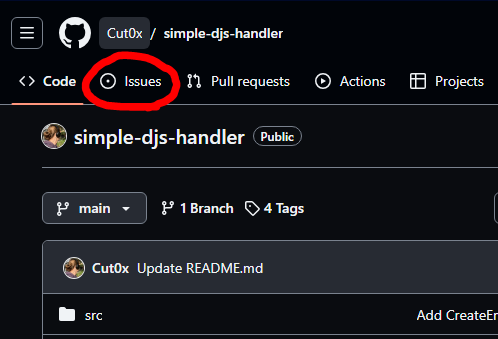 Cut0x / simple-djs-handler
Code Issues Pull requests Actions Projects
simple-djs-handler Public
main 1 Branch 4 Tags
Cut0x Update README.md
src Add CreateEr